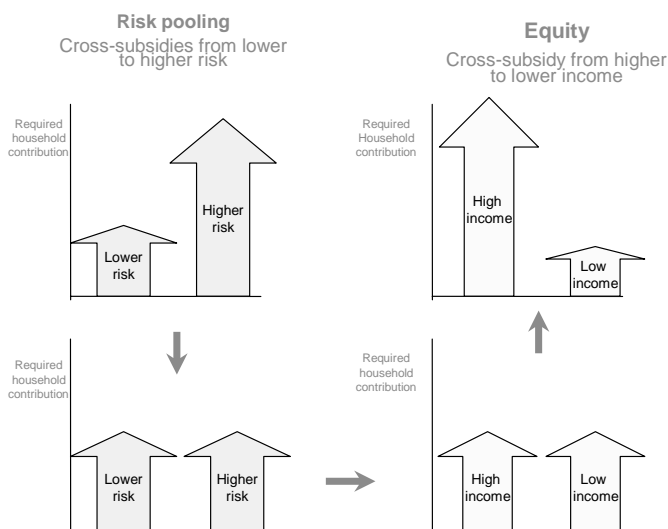 Risk pooling
Cross-subsidies from lower
to higher risk
Required
household
contribution
Lower
risk
Higher
risk
Equity
Cross-subsidy from higher
to lower income
Required
Household
contribution
High
income
Low
income
Required
household
contribution
Lower
risk
Higher
risk
Required
household
contribution
High
income
Low
income